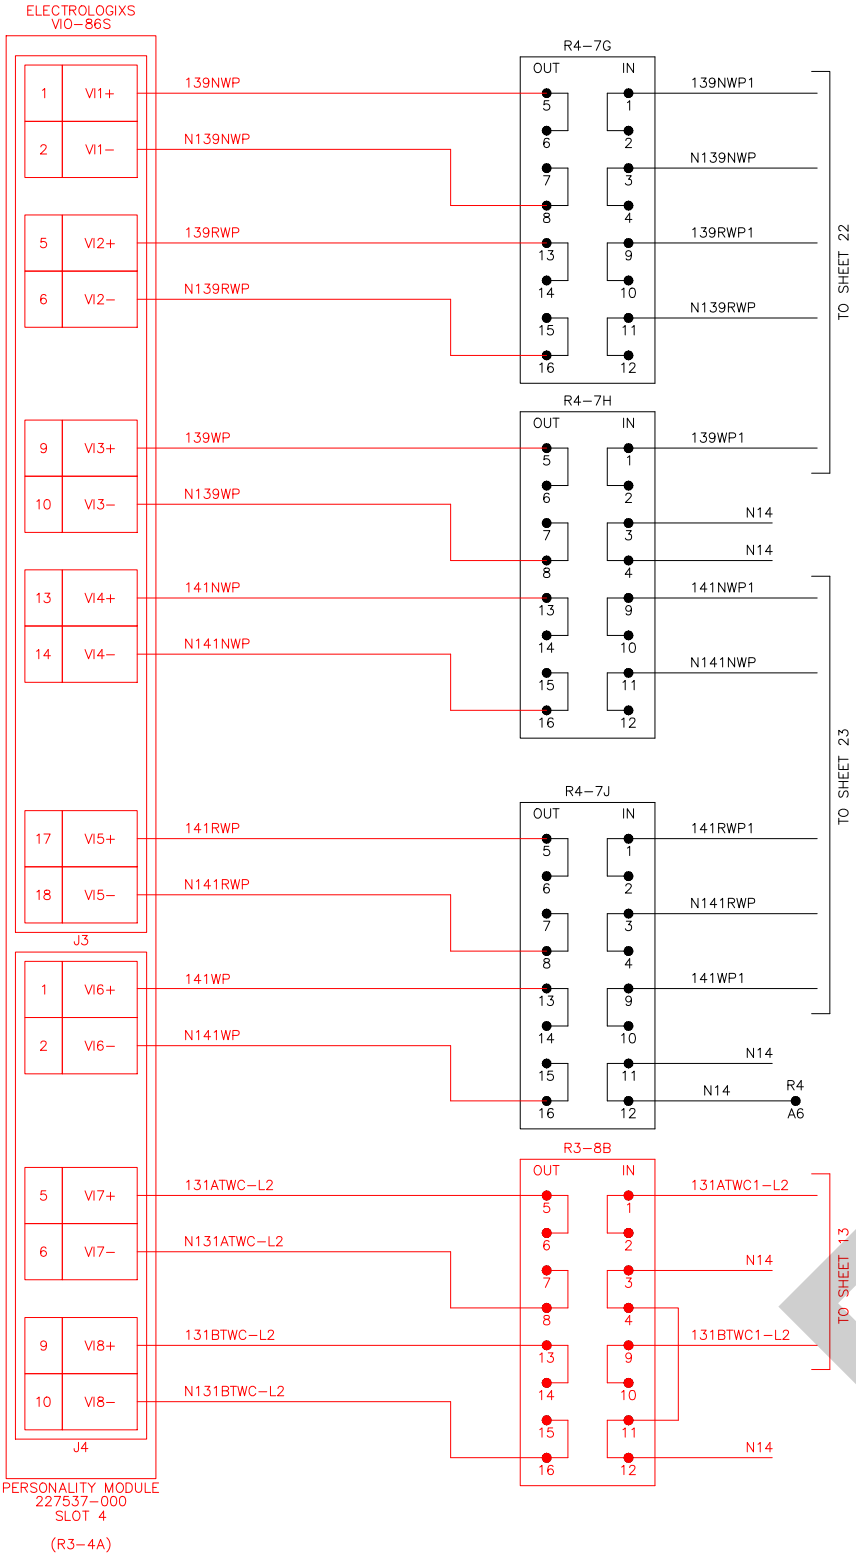 ELECTROLOGIXS
VIO-86S
1 VI1+ 139NWP
2 VI1- N139NWP
5 VI2+ 139RWP
6 VI2- N139RWP
9 VI3+ 139WP
10 VI3- N139WP
13 VI4+ 141NWP
14 VI4- N141NWP
17 VI5+ 141RWP
18 VI5- N141RWP
J3
1 VI6+ 141WP
2 VI6- N141WP
5 VI7+ 131ATWC-L2
6 VI7- N131ATWC-L2
9 VI8+ 131BTWC-L2
10 VI8- N131BTWC-L2
J4
PERSONALITY MODULE
227537-000
SLOT 4
(R3-4A)
R4-7G
OUT IN
5 1 139NWP1
6 2
7 3 N139NWP
8 4
13 9 139RWP1
14 10
15 11 N139RWP
16 12
TO SHEET 22
R4-7H
OUT IN
5 1 139WP1
6 2
7 3 N14
8 4 N14
13 9 141NWP1
14 10
15 11 N141NWP
16 12
TO SHEET 23
R4-7J
OUT IN
5 1 141RWP1
6 2
7 3 N141RWP
8 4
13 9 141WP1
14 10
15 11 N14
16 12 N14 R4
A6
R3-8B
OUT IN
5 1 131ATWC1-L2
6 2
7 3 N14
8 4
13 9 131BTWC1-L2
14 10
15 11
16 12 N14
TO SHEET 13